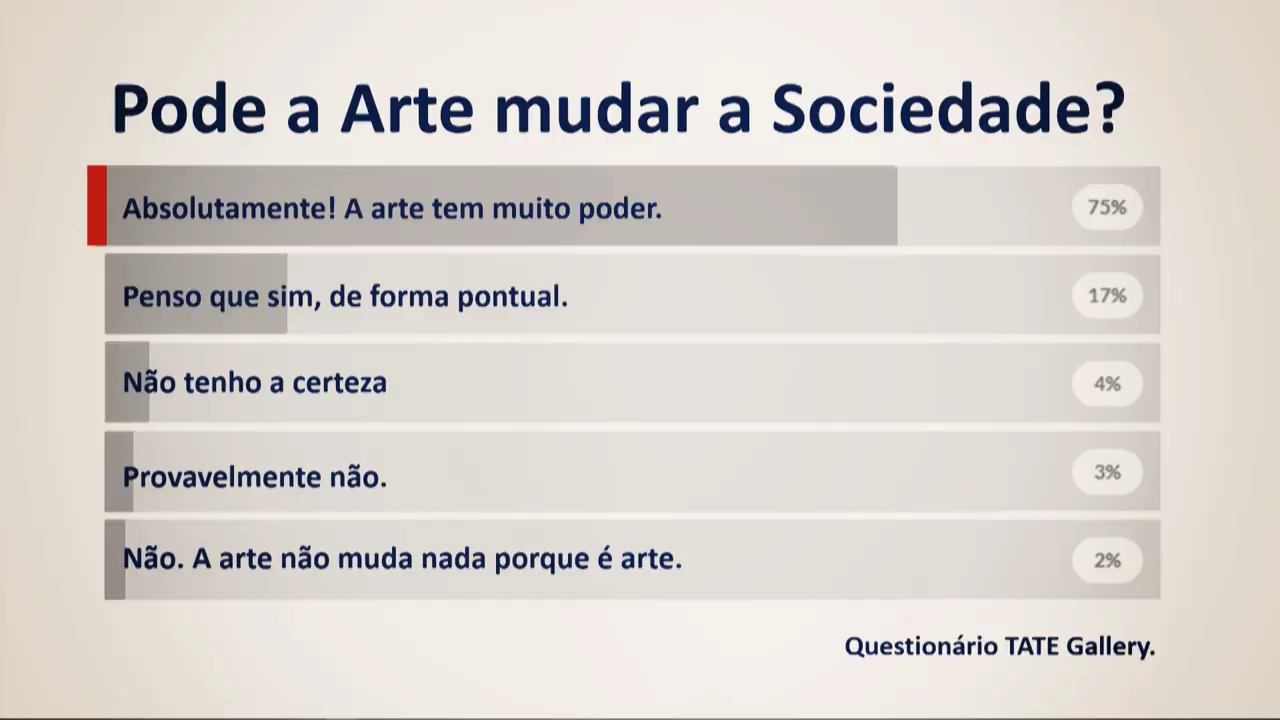 Pode a Arte mudar a Sociedade?
Absolutamente! A arte tem muito poder.
75%
Penso que sim, de forma pontual.
17%
Não tenho a certeza
4%
Provavelmente não.
3%
Não. A arte não muda nada porque é arte.
2%
Questionário TATE Gallery.